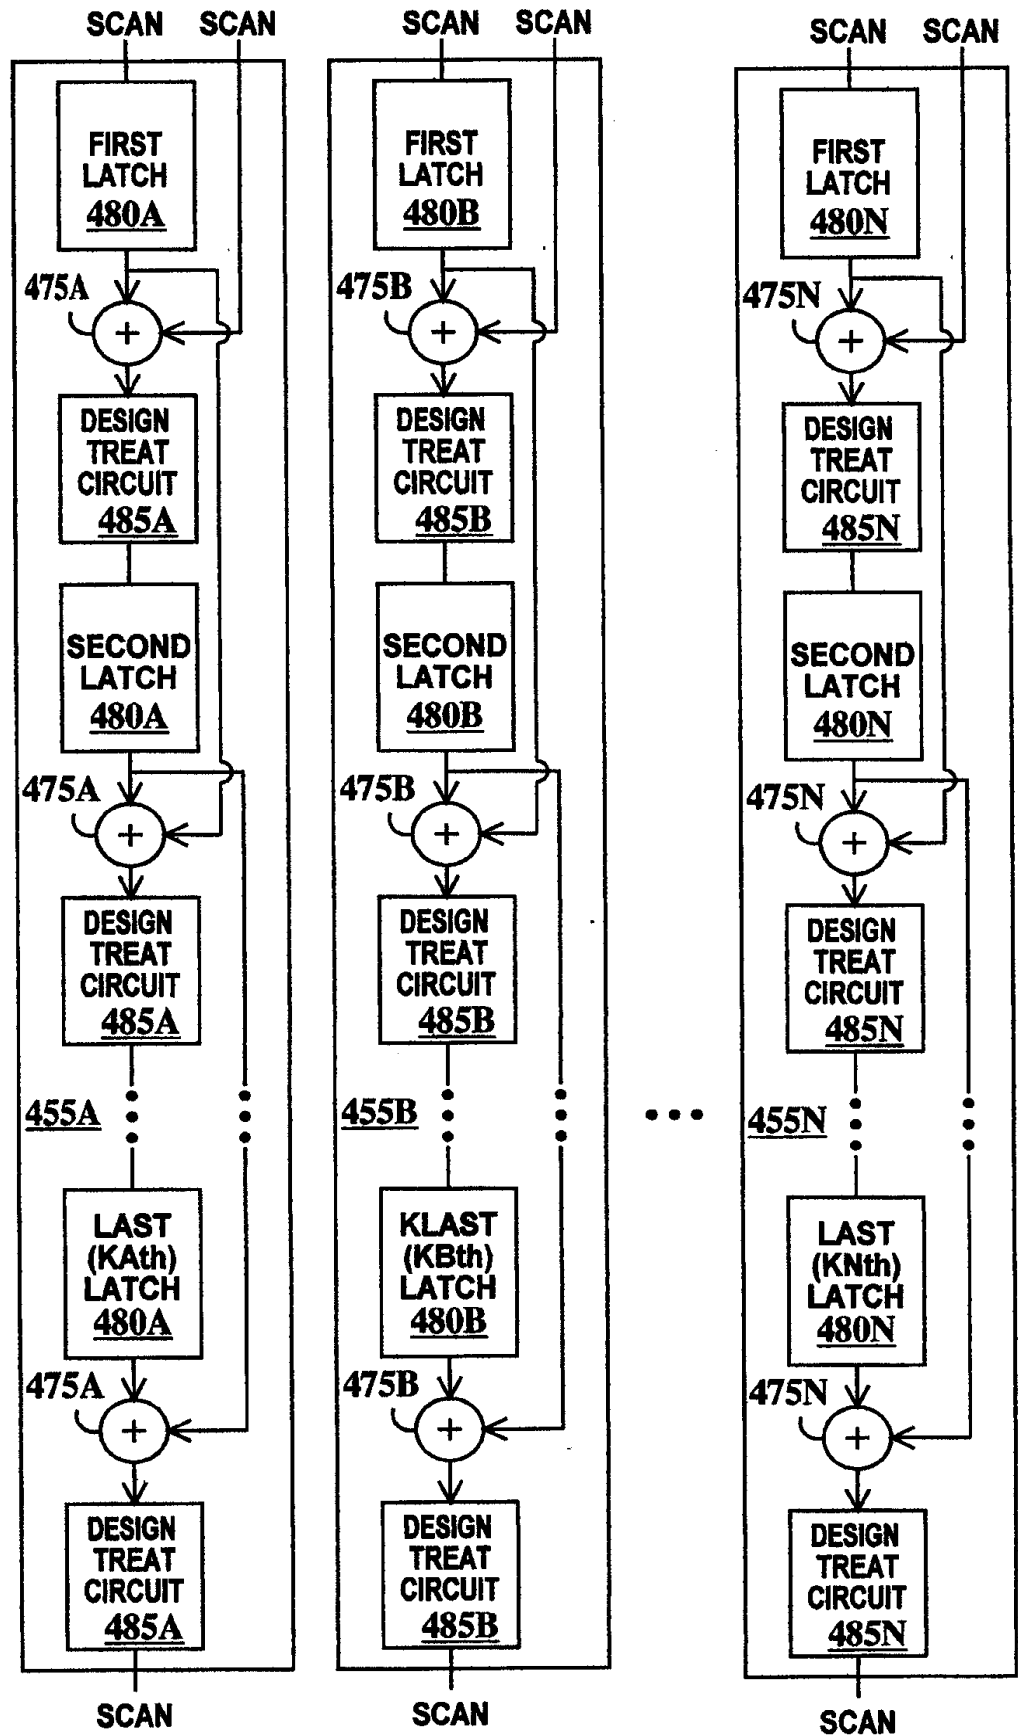 SCAN SCAN
FIRST
LATCH
480A
475A
+
DESIGN
TREAT
CIRCUIT
485A
SECOND
LATCH
480A
475A
+
DESIGN
TREAT
CIRCUIT
485A
455A
LAST
(KAth)
LATCH
480A
475A
+
DESIGN
TREAT
CIRCUIT
485A
SCAN
SCAN SCAN
FIRST
LATCH
480B
475B
+
DESIGN
TREAT
CIRCUIT
485B
SECOND
LATCH
480B
475B
+
DESIGN
TREAT
CIRCUIT
485B
455B
KLAST
(KBth)
LATCH
480B
475B
+
DESIGN
TREAT
CIRCUIT
485B
SCAN
SCAN SCAN
FIRST
LATCH
480N
475N
+
DESIGN
TREAT
CIRCUIT
485N
SECOND
LATCH
480N
475N
+
DESIGN
TREAT
CIRCUIT
485N
455N
LAST
(KNth)
LATCH
480N
475N
+
DESIGN
TREAT
CIRCUIT
485N
SCAN